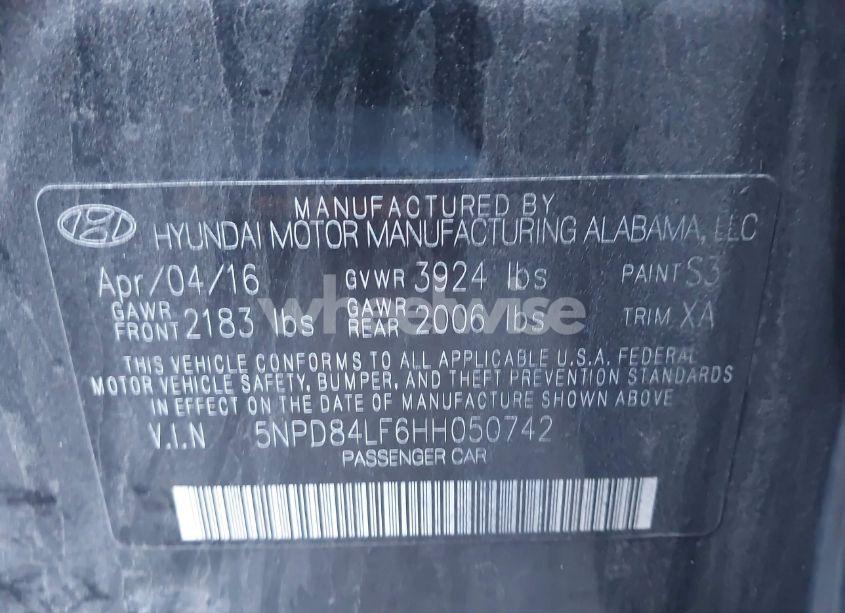 MANUFACTURED BY
HYUNDAI MOTOR MANUFACTURING ALABAMA, LLC
Apr/04/16 GVWR 3924 lbs PAINT S3
GAWR FRONT 2183 lbs GAWR REAR 2006 lbs TRIM XA
wheelwise
THIS VEHICLE CONFORMS TO ALL APPLICABLE U.S.A. FEDERAL
MOTOR VEHICLE SAFETY, BUMPER, AND THEFT PREVENTION STANDARDS
IN EFFECT ON THE DATE OF MANUFACTURE SHOWN ABOVE.
V.I.N 5NPD84LF6HH050742
PASSENGER CAR